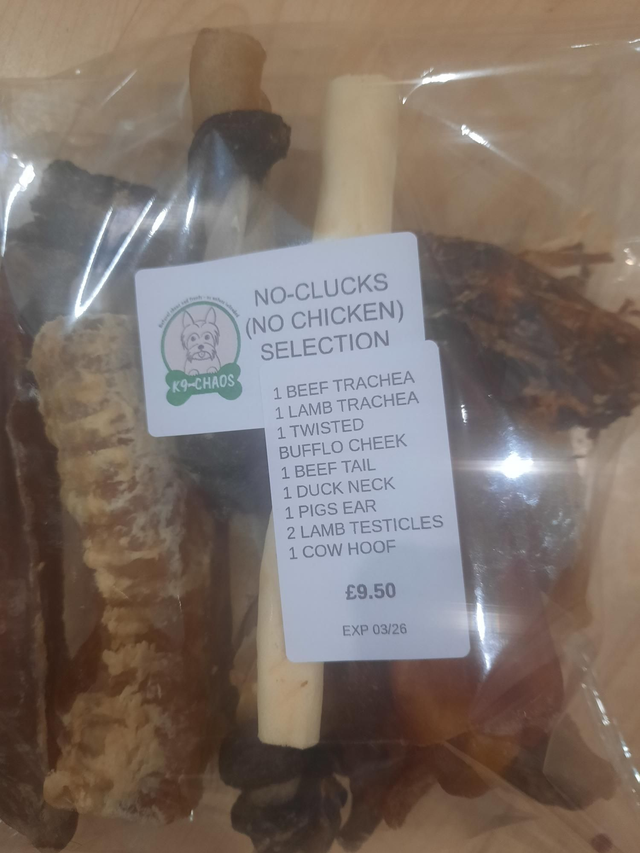 NO-CLUCKS
(NO CHICKEN)
SELECTION
K9-CHAOS
1 BEEF TRACHEA
1 LAMB TRACHEA
1 TWISTED
BUFFLO CHEEK
1 BEEF TAIL
1 DUCK NECK
1 PIGS EAR
2 LAMB TESTICLES
1 COW HOOF
£9.50
EXP 03/26